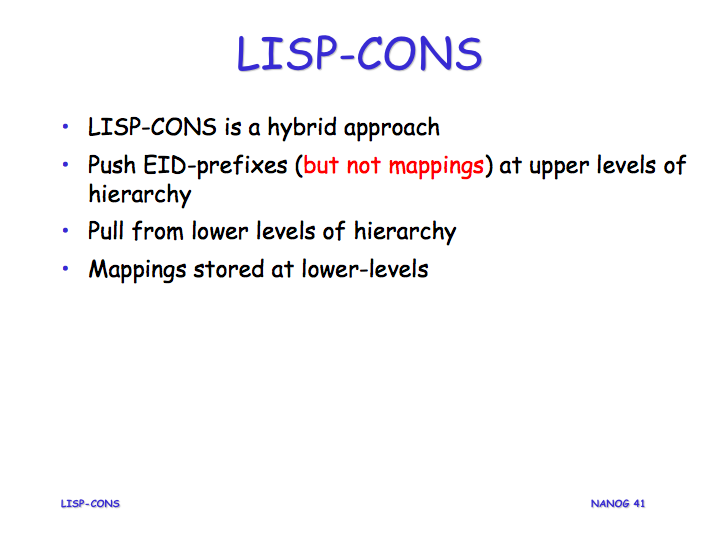 LISP-CONS
• LISP-CONS is a hybrid approach
• Push EID-prefixes (but not mappings) at upper levels of
hierarchy
• Pull from lower levels of hierarchy
• Mappings stored at lower-levels
LISP-CONS
NANOG 41